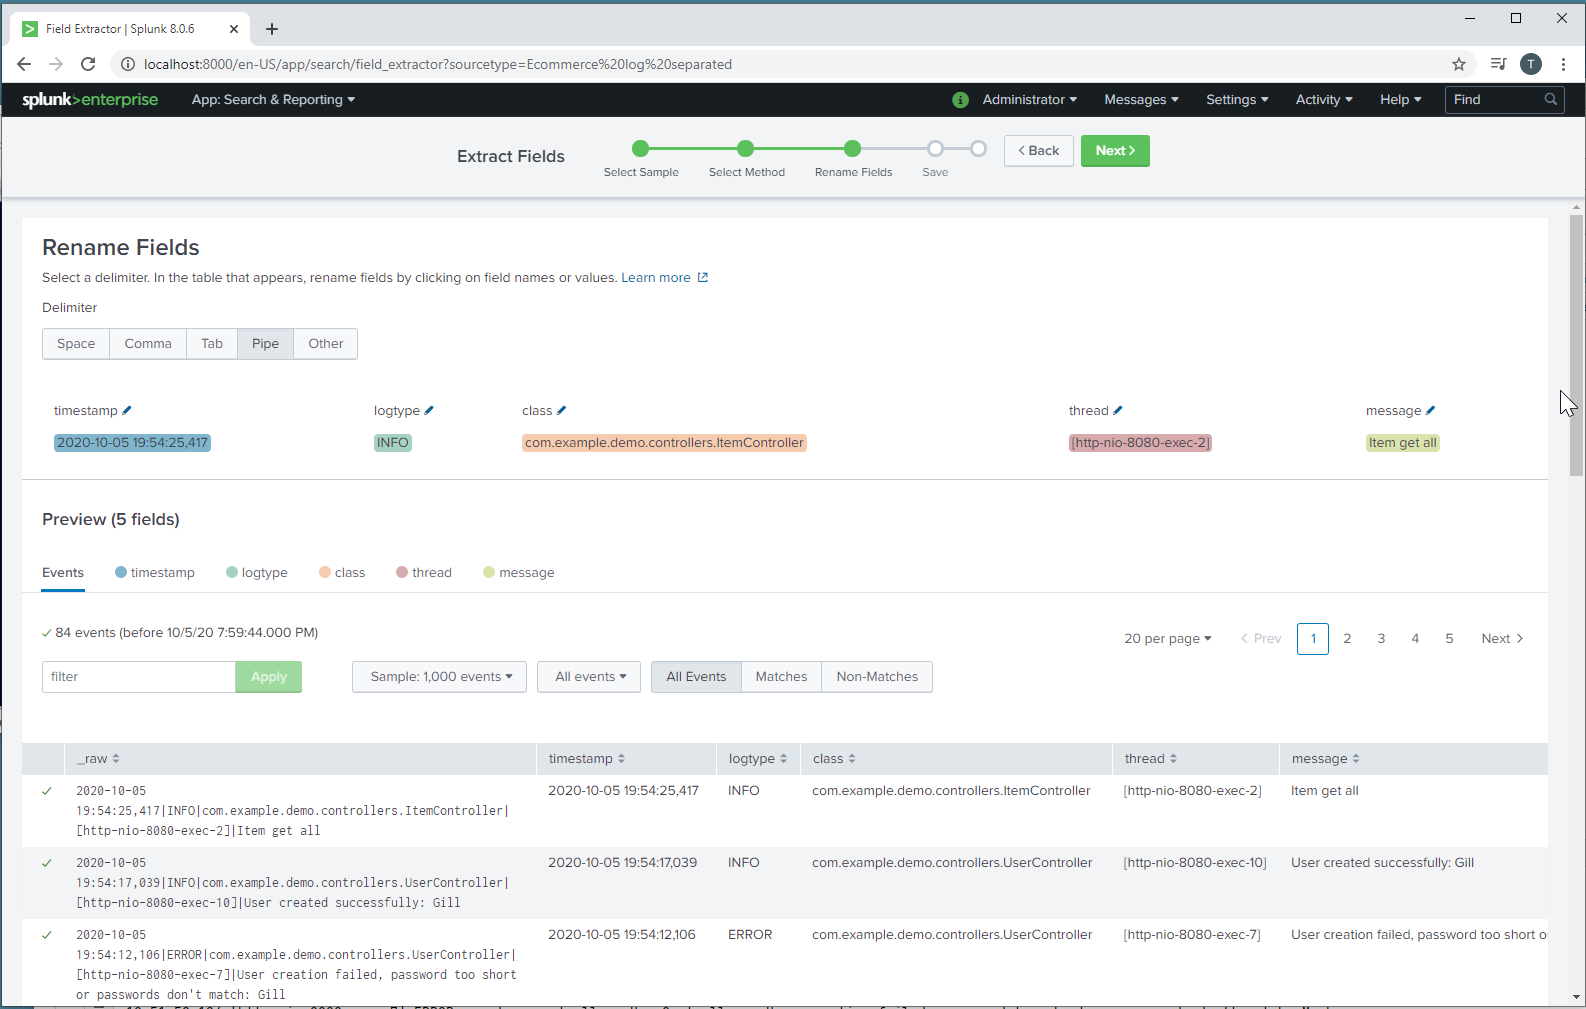 Field Extractor | Splunk 8.0.6
localhost:8000/en-US/app/search/field_extractor?sourcetype=Ecommerce%20log%20separated
T
splunk>enterprise App: Search & Reporting Administrator Messages Settings Activity Help Find
Extract Fields
Select Sample Select Method Rename Fields Save
< Back Next >
Rename Fields
Select a delimiter. In the table that appears, rename fields by clicking on field names or values. Learn more
Delimiter
Space Comma Tab Pipe Other
timestamp logtype class thread message
2020-10-05 19:54:25,417 INFO com.example.demo.controllers.ItemController [http-nio-8080-exec-2] Item get all
Preview (5 fields)
Events timestamp logtype class thread message
✓ 84 events (before 10/5/20 7:59:44.000 PM)
20 per page < Prev 1 2 3 4 5 Next >
filter Apply Sample: 1,000 events All events All Events Matches Non-Matches
_raw timestamp logtype class thread message
2020-10-05 2020-10-05 19:54:25,417 INFO com.example.demo.controllers.ItemController [http-nio-8080-exec-2] Item get all
19:54:25,417|INFO|com.example.demo.controllers.ItemController|
[http-nio-8080-exec-2]|Item get all
2020-10-05 2020-10-05 19:54:17,039 INFO com.example.demo.controllers.UserController [http-nio-8080-exec-10] User created successfully: Gill
19:54:17,039|INFO|com.example.demo.controllers.UserController|
[http-nio-8080-exec-10]|User created successfully: Gill
2020-10-05 2020-10-05 19:54:12,106 ERROR com.example.demo.controllers.UserController [http-nio-8080-exec-7] User creation failed, password too short o
19:54:12,106|ERROR|com.example.demo.controllers.UserController|
[http-nio-8080-exec-7]|User creation failed, password too short
or passwords don't match: Gill